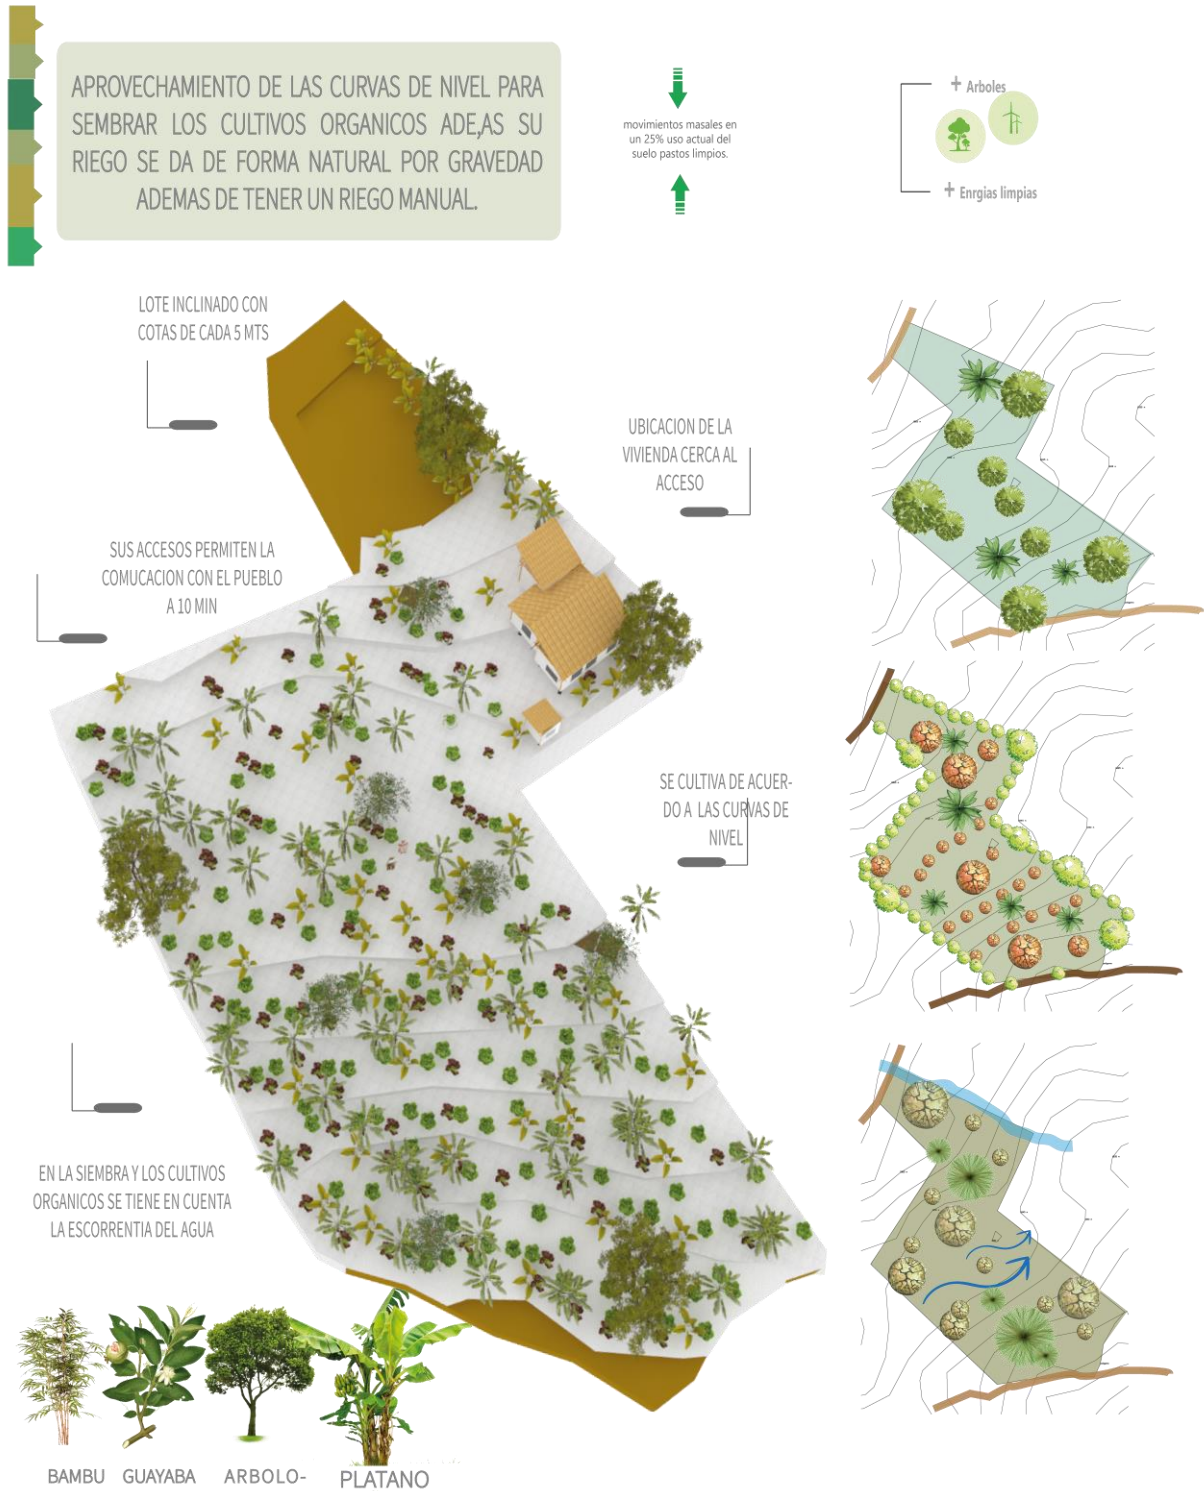 APROVECHAMIENTO DE LAS CURVAS DE NIVEL PARA
SEMBRAR LOS CULTIVOS ORGANICOS ADE,AS SU
RIEGO SE DA DE FORMA NATURAL POR GRAVEDAD
ADEMAS DE TENER UN RIEGO MANUAL.
movimientos masales en
un 25% uso actual del
suelo pastos limpios.
+ Arboles
+ Enrgias limpias
LOTE INCLINADO CON
COTAS DE CADA 5 MTS
UBICACION DE LA
VIVIENDA CERCA AL
ACCESO
SUS ACCESOS PERMITEN LA
COMUCACION CON EL PUEBLO
A 10 MIN
SE CULTIVA DE ACUER-
DO A LAS CURVAS DE
NIVEL
EN LA SIEMBRA Y LOS CULTIVOS
ORGANICOS SE TIENE EN CUENTA
LA ESCORRENTIA DEL AGUA
BAMBU GUAYABA ARBOLO- PLATANO